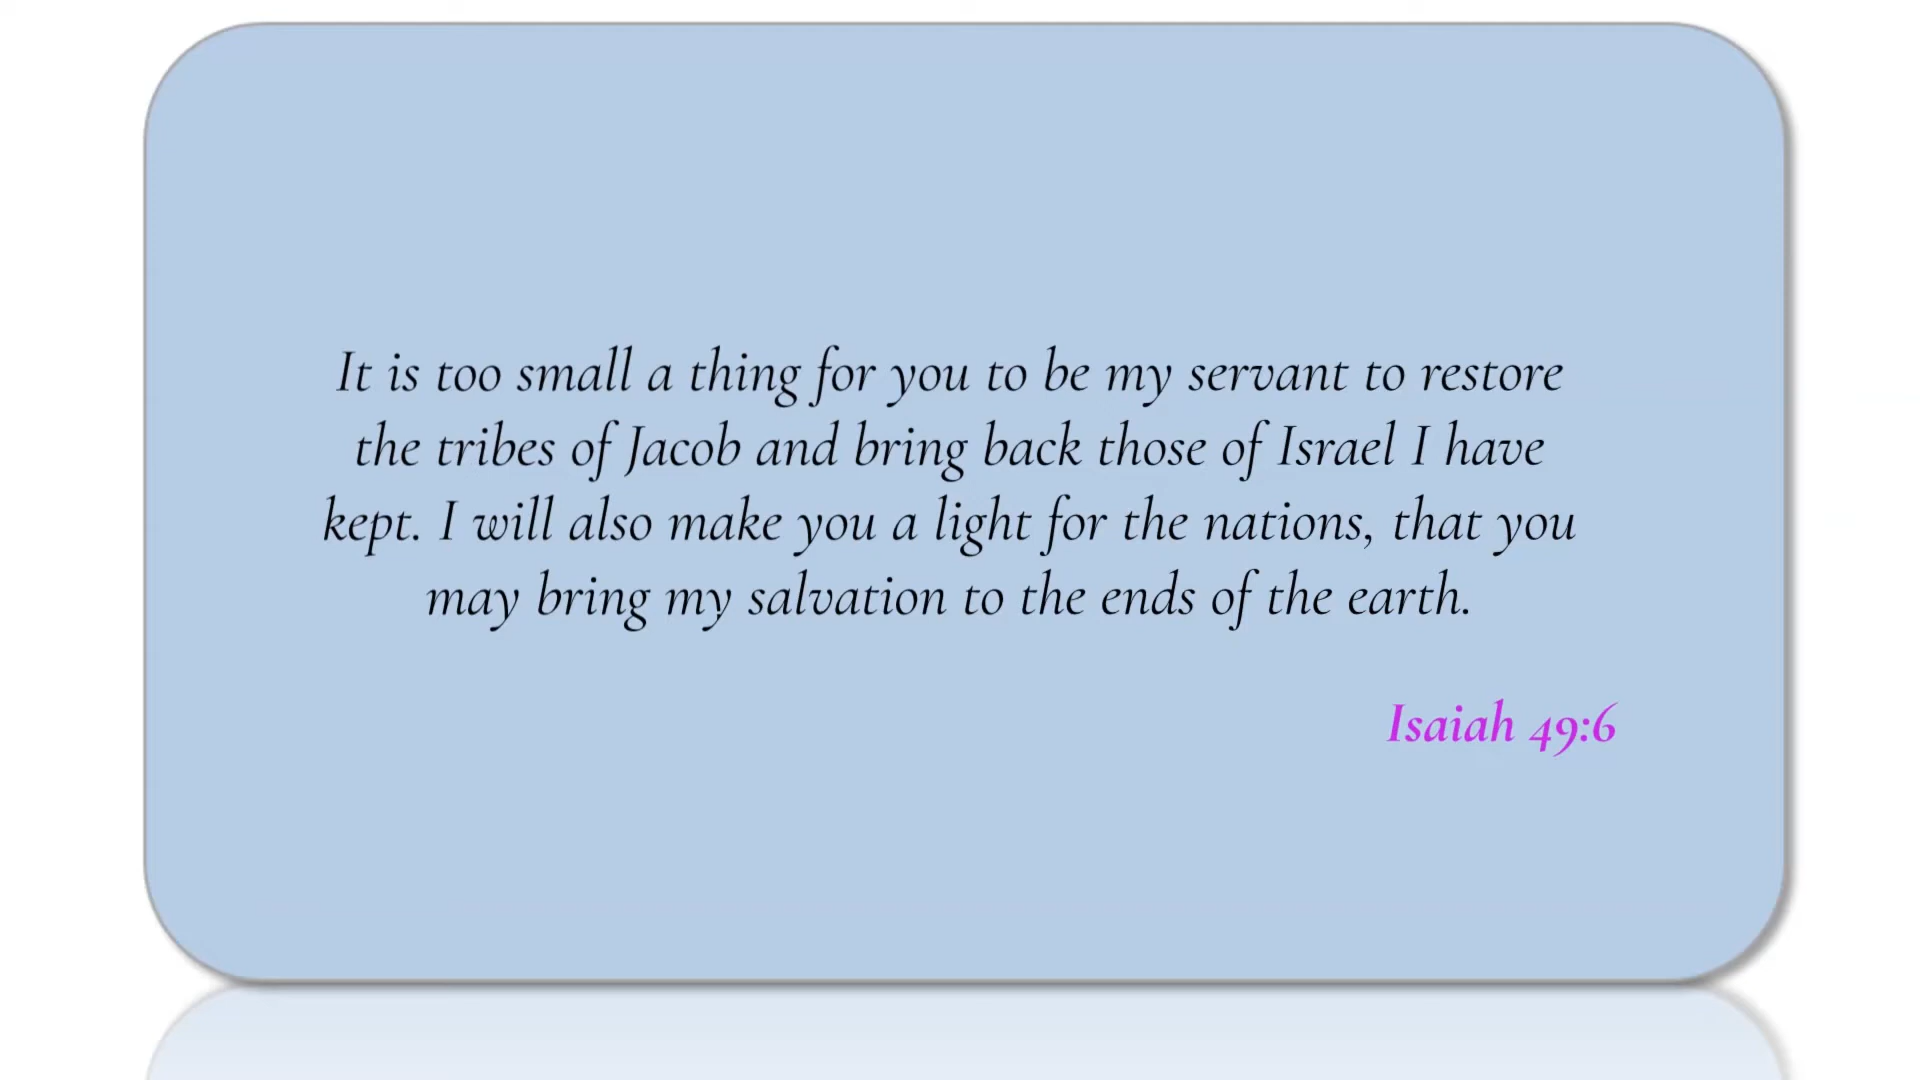 It is too small a thing for you to be my servant to restore
the tribes of Jacob and bring back those of Israel I have
kept. I will also make you a light for the nations, that you
may bring my salvation to the ends of the earth.
Isaiah 49:6